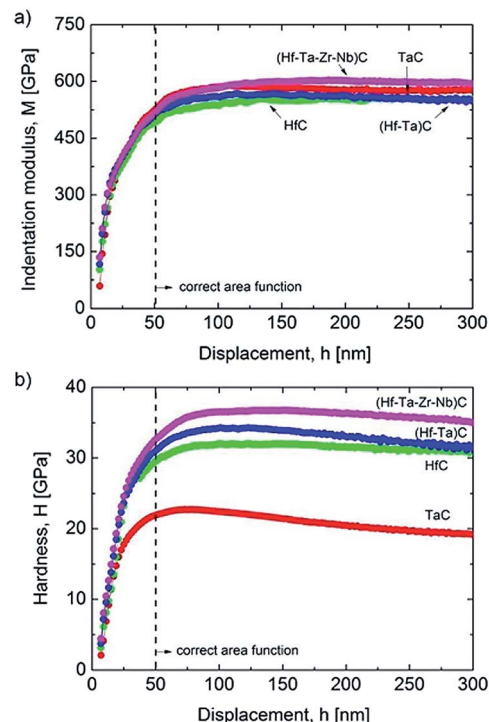 a)
750
600
450
300
150
0
Indentation modulus, M [GPa]
(Hf-Ta-Zr-Nb)C
TaC
HfC
(Hf-Ta)C
correct area function
0 50 100 150 200 250 300
Displacement, h [nm]
b)
40
30
20
10
0
Hardness, H [GPa]
(Hf-Ta-Zr-Nb)C
(Hf-Ta)C
HfC
TaC
correct area function
0 50 100 150 200 250 300
Displacement, h [nm]